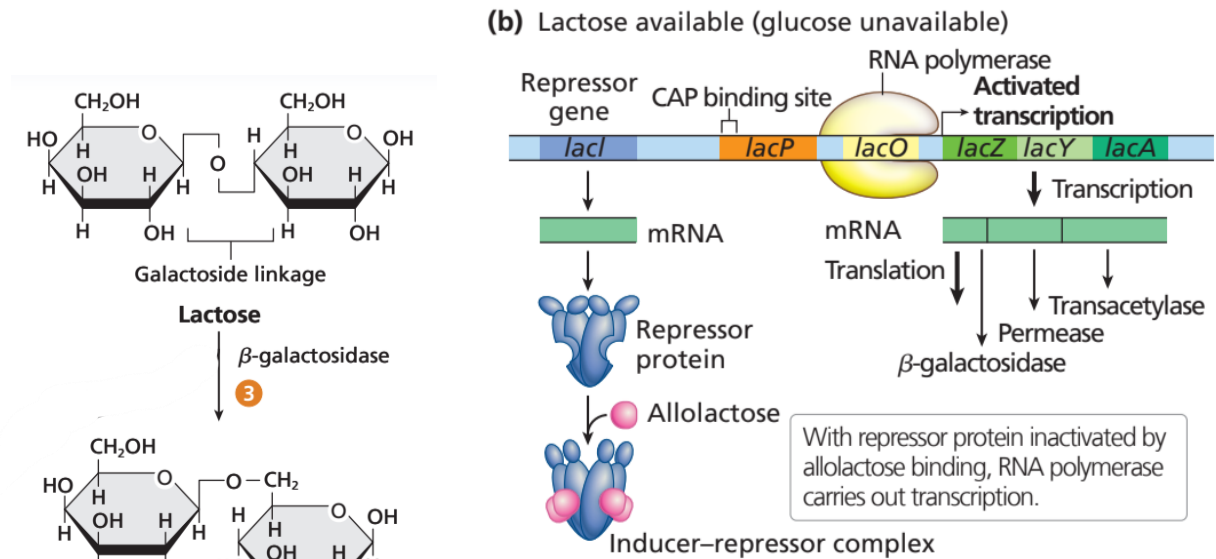 CH₂OH
CH₂OH
HO
O
H
O
OH
H
H
O
OH
H
OH
H
H
H
H
H
OH
H
OH
Galactoside linkage
Lactose
β-galactosidase
3
CH₂OH
HO
O
O
CH₂
H
OH
H
H
H
H
H
O
OH
OH
H
H
(b) Lactose available (glucose unavailable)
RNA polymerase
Repressor
gene
CAP binding site
Activated
transcription
lacI
lacP
lacO
lacZ
lacY
lacA
Transcription
mRNA
mRNA
Translation
Transacetylase
Permease
β-galactosidase
Repressor
protein
Allolactose
With repressor protein inactivated by
allolactose binding, RNA polymerase
carries out transcription.
Inducer–repressor complex